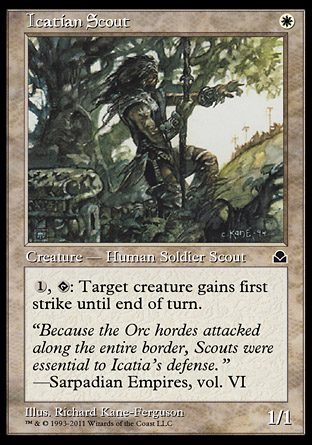 Icatian Scout
C. KANE. 94
Creature — Human Soldier Scout
1, : Target creature gains first
strike until end of turn.
“Because the Orc hordes attacked
along the entire border, Scouts were
essential to Icatia's defense.”
—Sarpadian Empires, vol. VI
Illus. Richard Kane-Ferguson
™ & © 1993-2011 Wizards of the Coast LLC
1/1